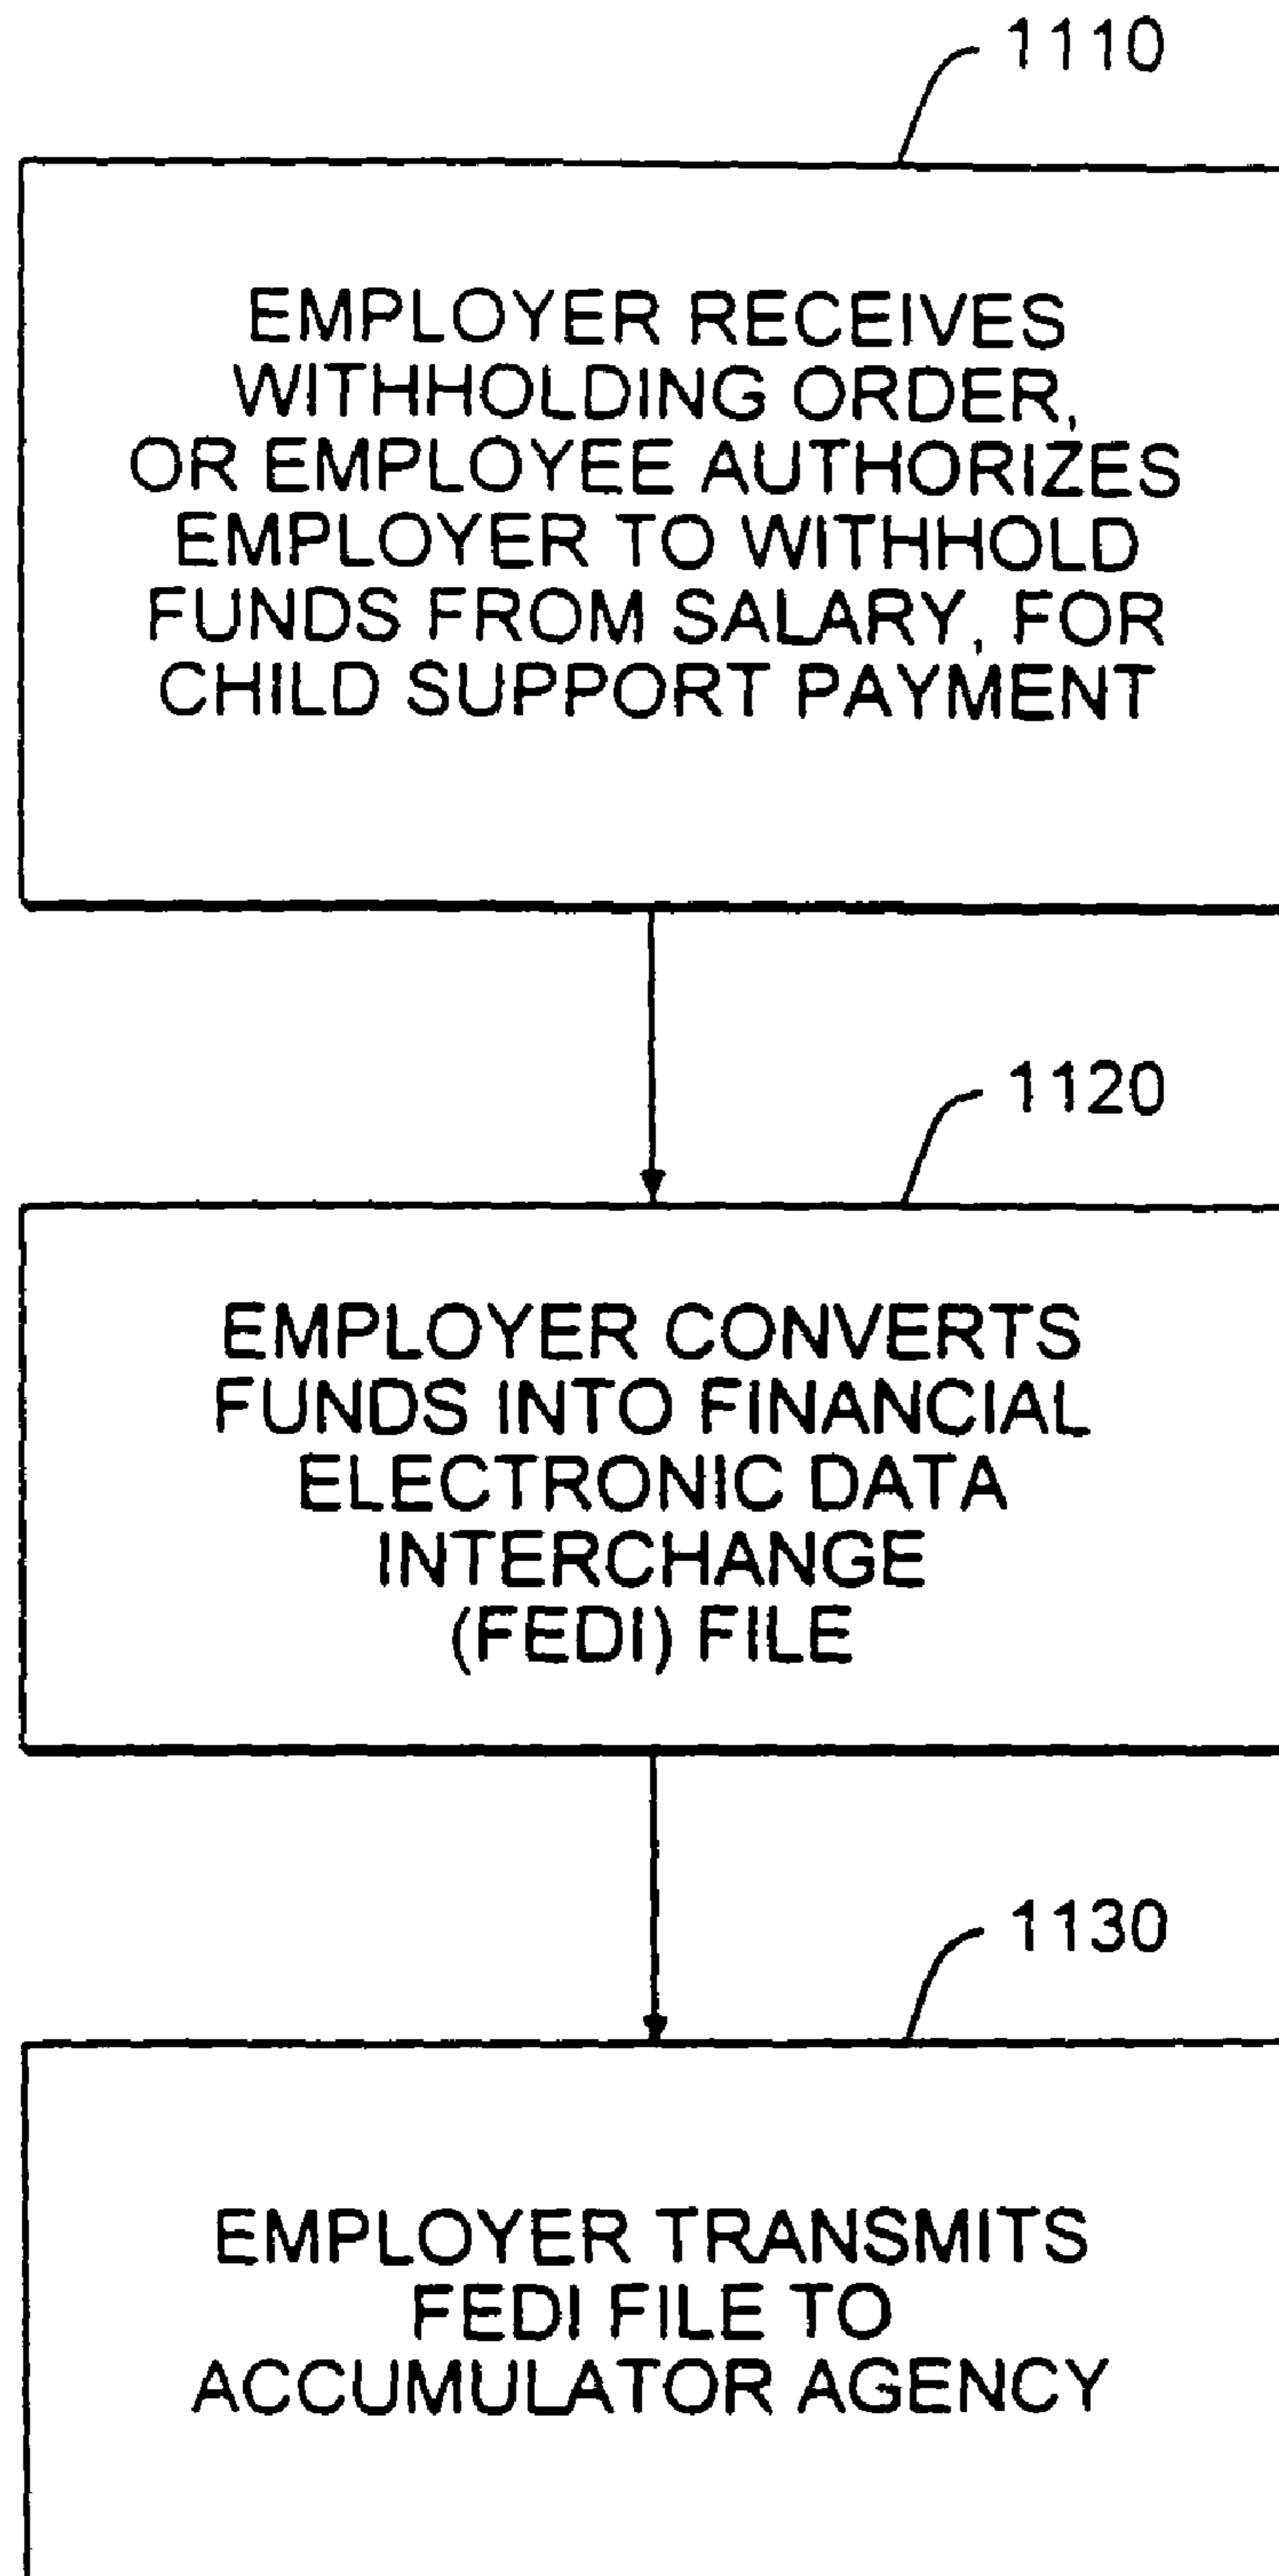 1110
EMPLOYER RECEIVES
WITHHOLDING ORDER,
OR EMPLOYEE AUTHORIZES
EMPLOYER TO WITHHOLD
FUNDS FROM SALARY, FOR
CHILD SUPPORT PAYMENT
1120
EMPLOYER CONVERTS
FUNDS INTO FINANCIAL
ELECTRONIC DATA
INTERCHANGE
(FEDI) FILE
1130
EMPLOYER TRANSMITS
FEDI FILE TO
ACCUMULATOR AGENCY